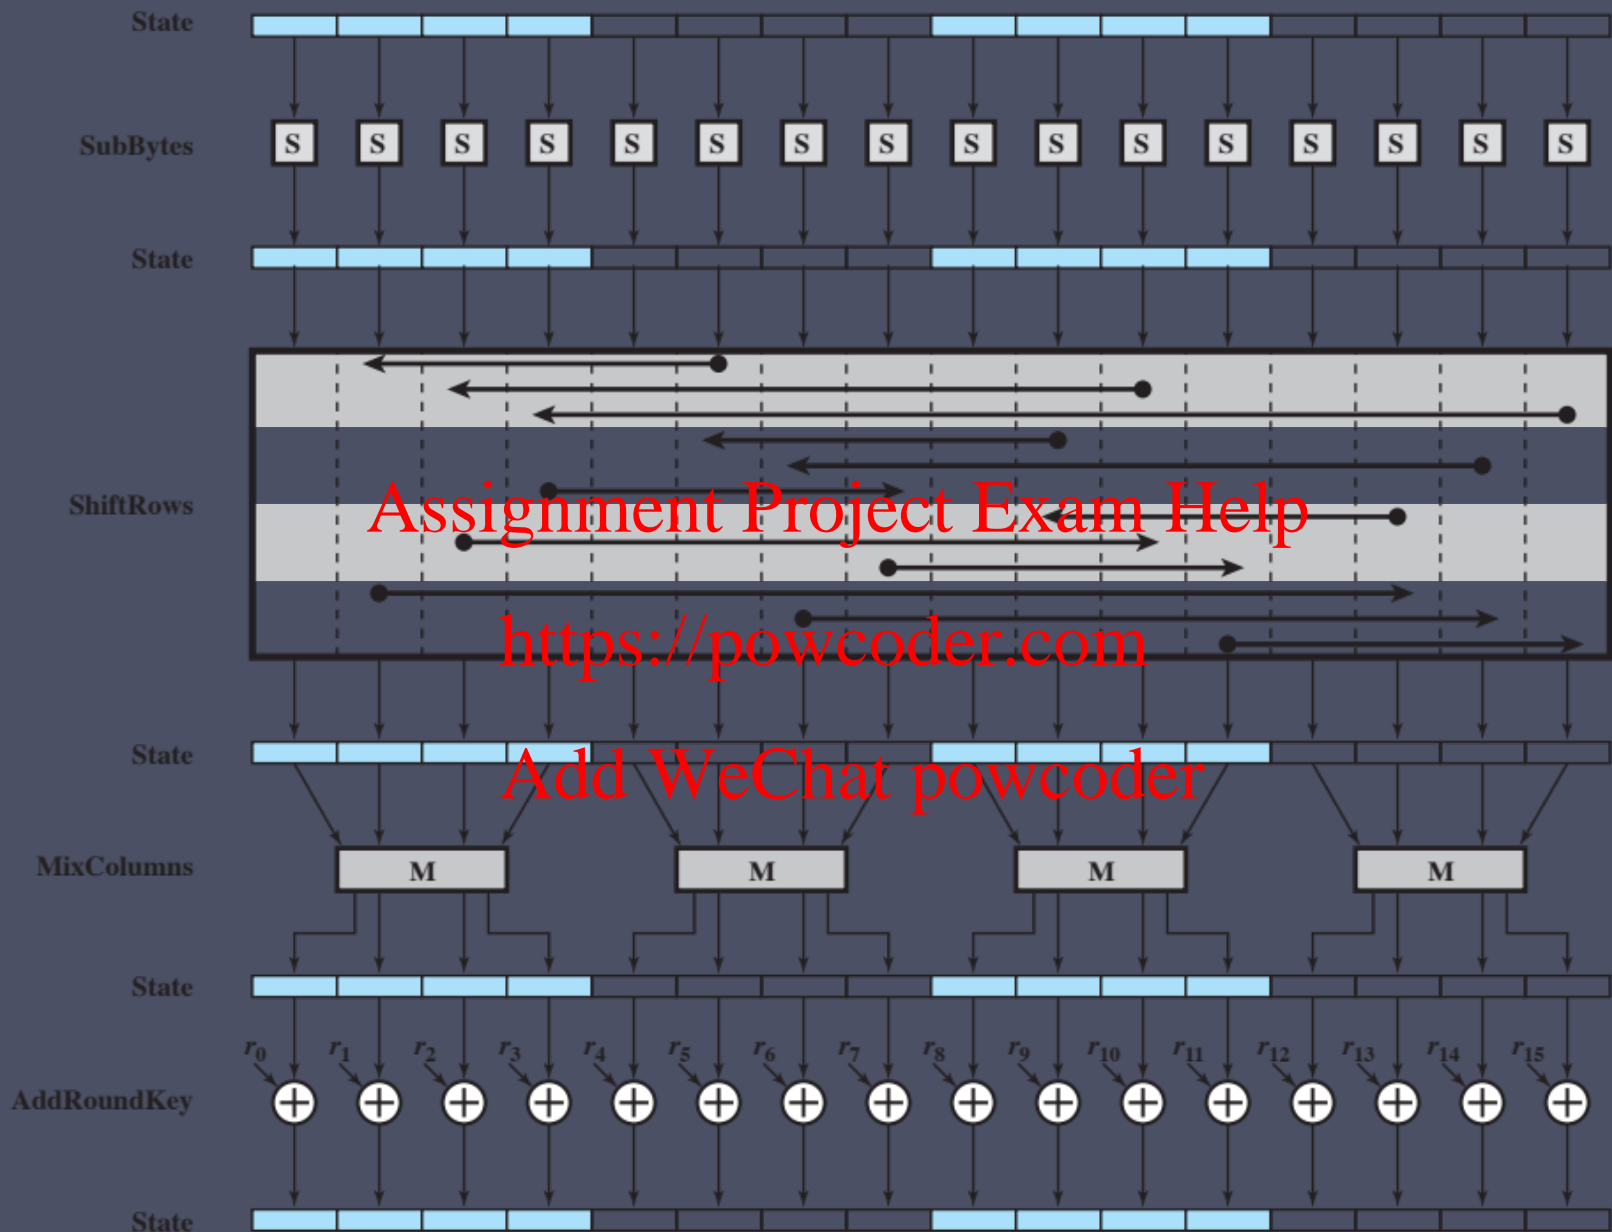 State
SubBytes S S S S S S S S S S S S S S S S
State
ShiftRows
Assignment Project Exam Help
https://powcoder.com
State
Add WeChat powcoder
MixColumns M M M M
State
r0 r1 r2 r3 r4 r5 r6 r7 r8 r9 r10 r11 r12 r13 r14 r15
AddRoundKey
State